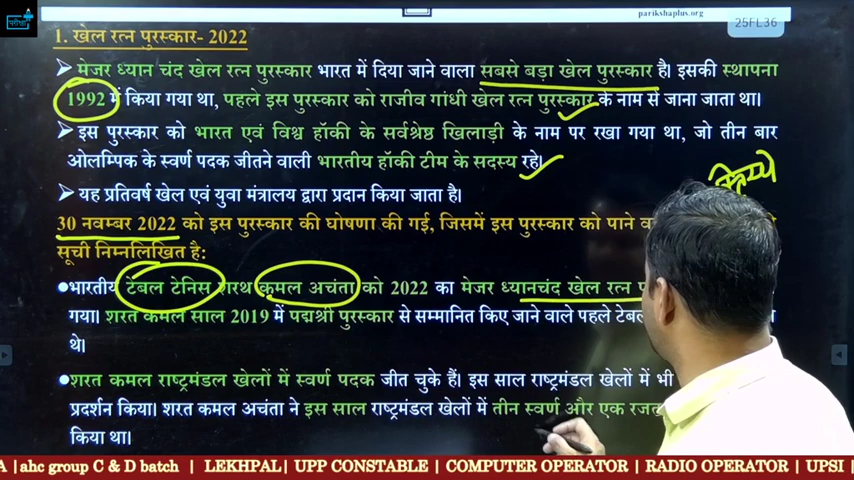 परीक्षा
parikshaplus.org
25FL36
1. खेल रत्न पुरस्कार- 2022
➢ मेजर ध्यान चंद खेल रत्न पुरस्कार भारत में दिया जाने वाला सबसे बड़ा खेल पुरस्कार है। इसकी स्थापना
1992 में किया गया था, पहले इस पुरस्कार को राजीव गांधी खेल रत्न पुरस्कार के नाम से जाना जाता था।
➢ इस पुरस्कार को भारत एवं विश्व हॉकी के सर्वश्रेष्ठ खिलाड़ी के नाम पर रखा गया था, जो तीन बार
ओलम्पिक के स्वर्ण पदक जीतने वाली भारतीय हॉकी टीम के सदस्य रहे।
➢ यह प्रतिवर्ष खेल एवं युवा मंत्रालय द्वारा प्रदान किया जाता है।
30 नवम्बर 2022 को इस पुरस्कार की घोषणा की गई, जिसमें इस पुरस्कार को पाने
सूची निम्नलिखित है:
●भारतीय टेबल टेनिस शरथ कमल अचंता को 2022 का मेजर ध्यानचंद खेल रत्न
गया। शरत कमल साल 2019 में पद्मश्री पुरस्कार से सम्मानित किए जाने वाले पहले
थे।
●शरत कमल राष्ट्रमंडल खेलों में स्वर्ण पदक जीत चुके हैं। इस साल राष्ट्रमंडल खेलों में भी
प्रदर्शन किया। शरत कमल अचंता ने इस साल राष्ट्रमंडल खेलों में तीन स्वर्ण और एक
किया था।
A |ahc group C & D batch | LEKHPAL| UPP CONSTABLE | COMPUTER OPERATOR | RADIO OPERATOR | UPSI |